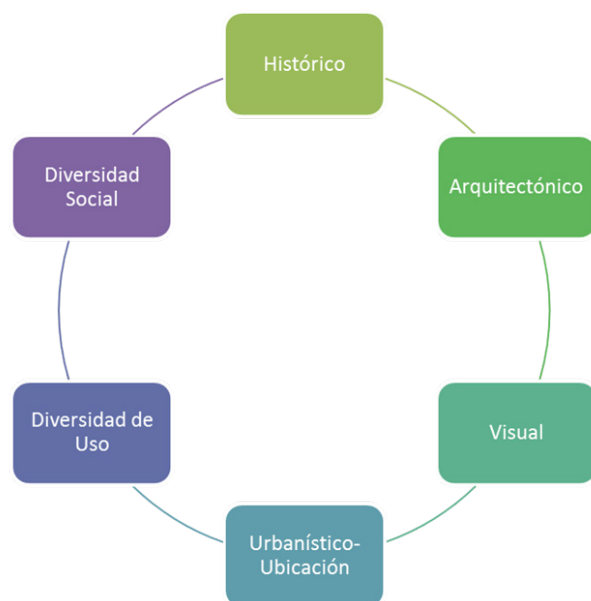 Histórico
Arquitectónico
Visual
Urbanístico-
Ubicación
Diversidad de
Uso
Diversidad
Social